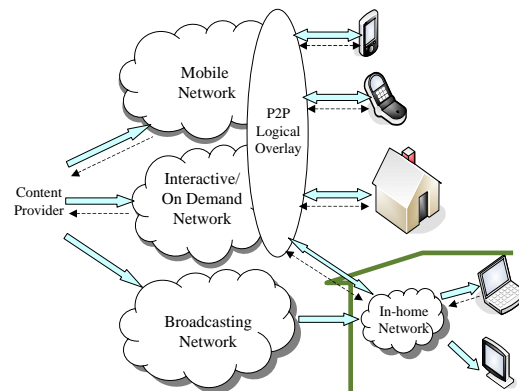 Mobile
Network
P2P
Logical
Overlay
Content
Provider
Interactive/
On Demand
Network
Broadcasting
Network
In-home
Network